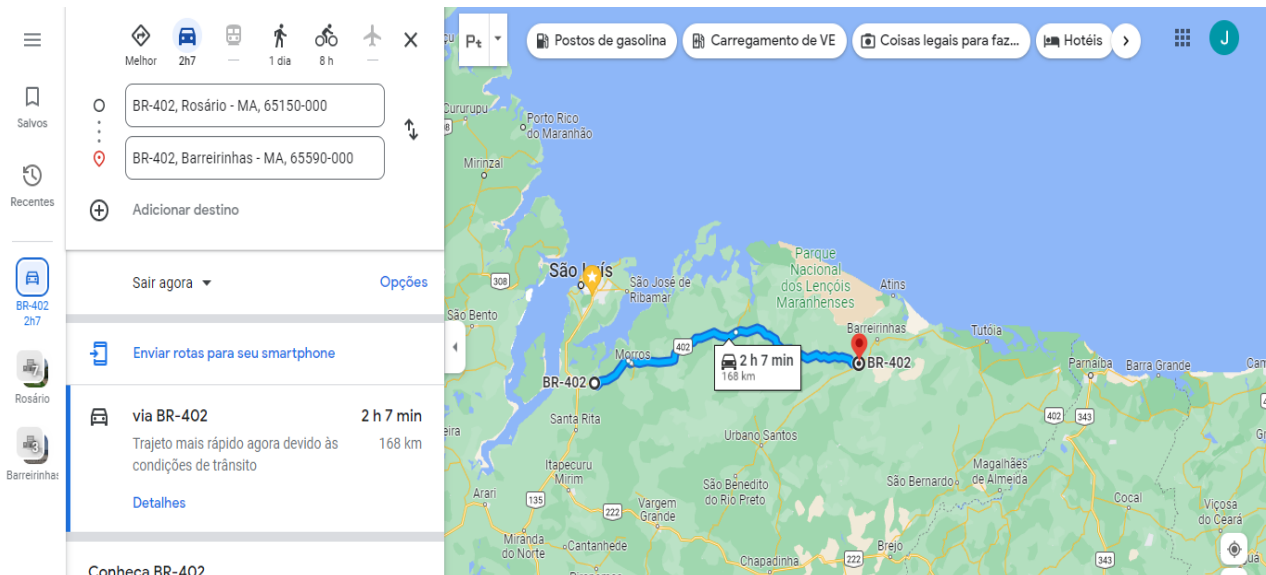 Melhor
2h7
—
1 dia
8 h
—
BR-402, Rosário - MA, 65150-000
BR-402, Barreirinhas - MA, 65590-000
Adicionar destino
Sair agora
Opções
Enviar rotas para seu smartphone
via BR-402
2 h 7 min
Trajeto mais rápido agora devido às
168 km
condições de trânsito
Detalhes
Conheça BR-402
Salvos
Recentes
BR-402
2h7
7
Rosário
3
Barreirinhas
Postos de gasolina
Carregamento de VE
Coisas legais para faz...
Hotéis
J
Cururupu
Porto Rico
do Maranhão
Mirinzal
308
São Luís
São José de
Ribamar
Parque
Nacional
dos Lençóis
Maranhenses
Atins
São Bento
Barreirinhas
Tutóia
402
Morros
2 h 7 min
168 km
BR-402
BR-402
Parnaíba
Barra Grande
Santa Rita
402
343
Urbano Santos
Itapecuru
Mirim
Magalhães
de Almeida
São Benedito
do Rio Preto
São Bernardo
Arari
135
222
Vargem
Grande
Cocal
Viçosa
do Ceará
Miranda
do Norte
Cantanhede
Chapadinha
222
Brejo
343